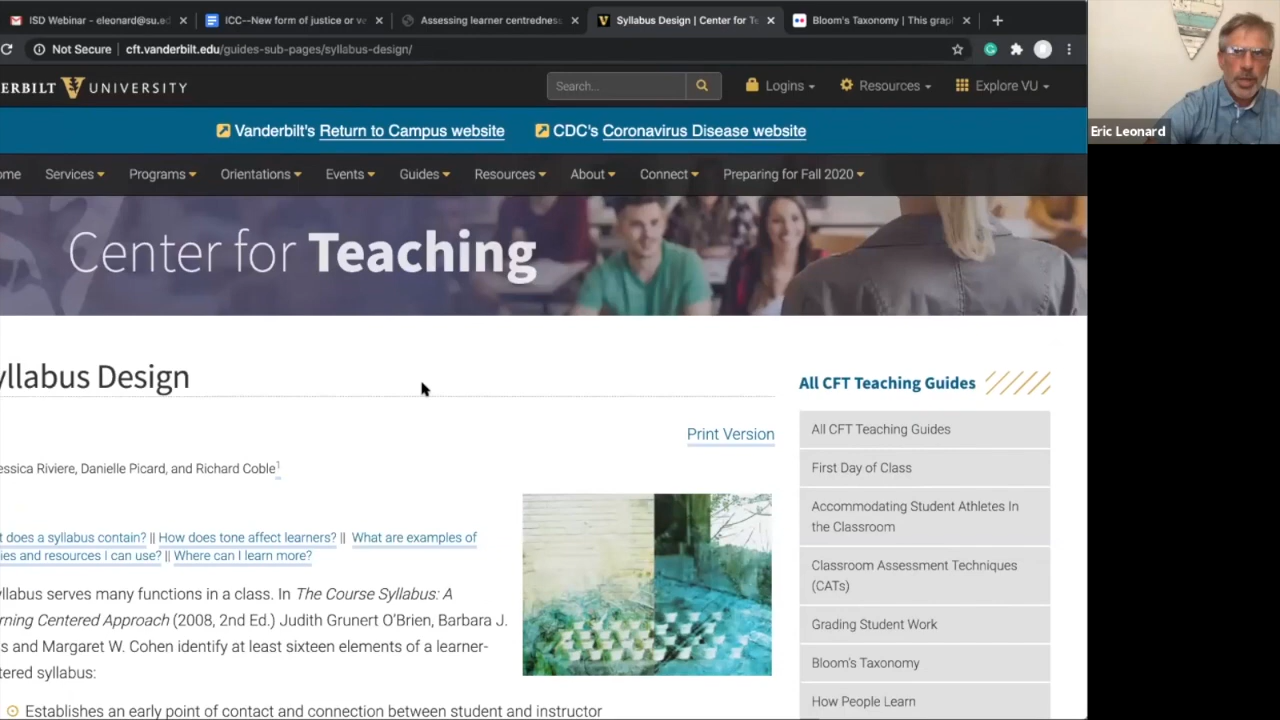 ISD Webinar - eleonard@su.ed
ICC--New form of justice or ve
Assessing learner centrednes
Syllabus Design | Center for Te
Bloom's Taxonomy | This grap
Not Secure | cft.vanderbilt.edu/guides-sub-pages/syllabus-design/
ERBILT UNIVERSITY
Search...
Logins
Resources
Explore VU
Vanderbilt's Return to Campus website
CDC's Coronavirus Disease website
Eric Leonard
ome Services Programs Orientations Events Guides Resources About Connect Preparing for Fall 2020
Center for Teaching
yllabus Design
Print Version
essica Riviere, Danielle Picard, and Richard Coble1
t does a syllabus contain? || How does tone affect learners? || What are examples of
ies and resources I can use? || Where can I learn more?
yllabus serves many functions in a class. In The Course Syllabus: A
rning Centered Approach (2008, 2nd Ed.) Judith Grunert O'Brien, Barbara J.
s and Margaret W. Cohen identify at least sixteen elements of a learner-
tered syllabus:
Establishes an early point of contact and connection between student and instructor
All CFT Teaching Guides
All CFT Teaching Guides
First Day of Class
Accommodating Student Athletes In
the Classroom
Classroom Assessment Techniques
(CATs)
Grading Student Work
Bloom's Taxonomy
How People Learn